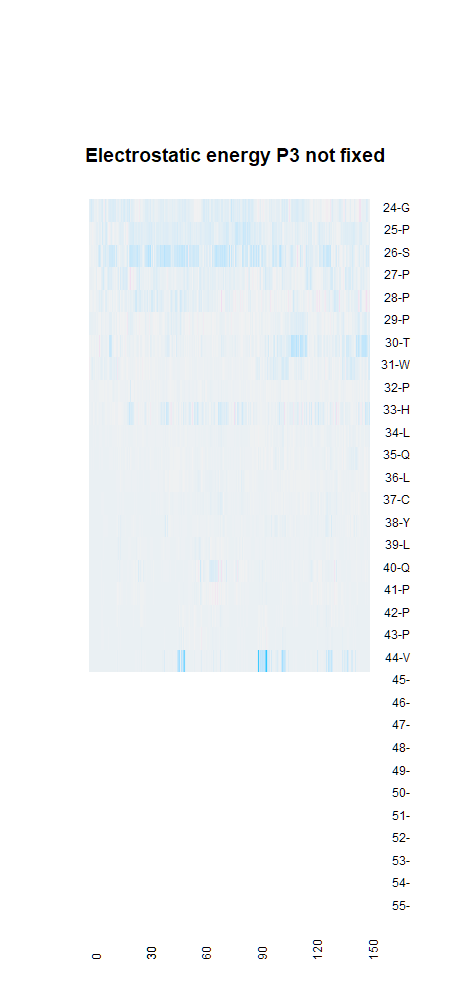 Electrostatic energy P3 not fixed
24-G
25-P
26-S
27-P
28-P
29-P
30-T
31-W
32-P
33-H
34-L
35-Q
36-L
37-C
38-Y
39-L
40-Q
41-P
42-P
43-P
44-V
45-
46-
47-
48-
49-
50-
51-
52-
53-
54-
55-
0
30
60
90
120
150